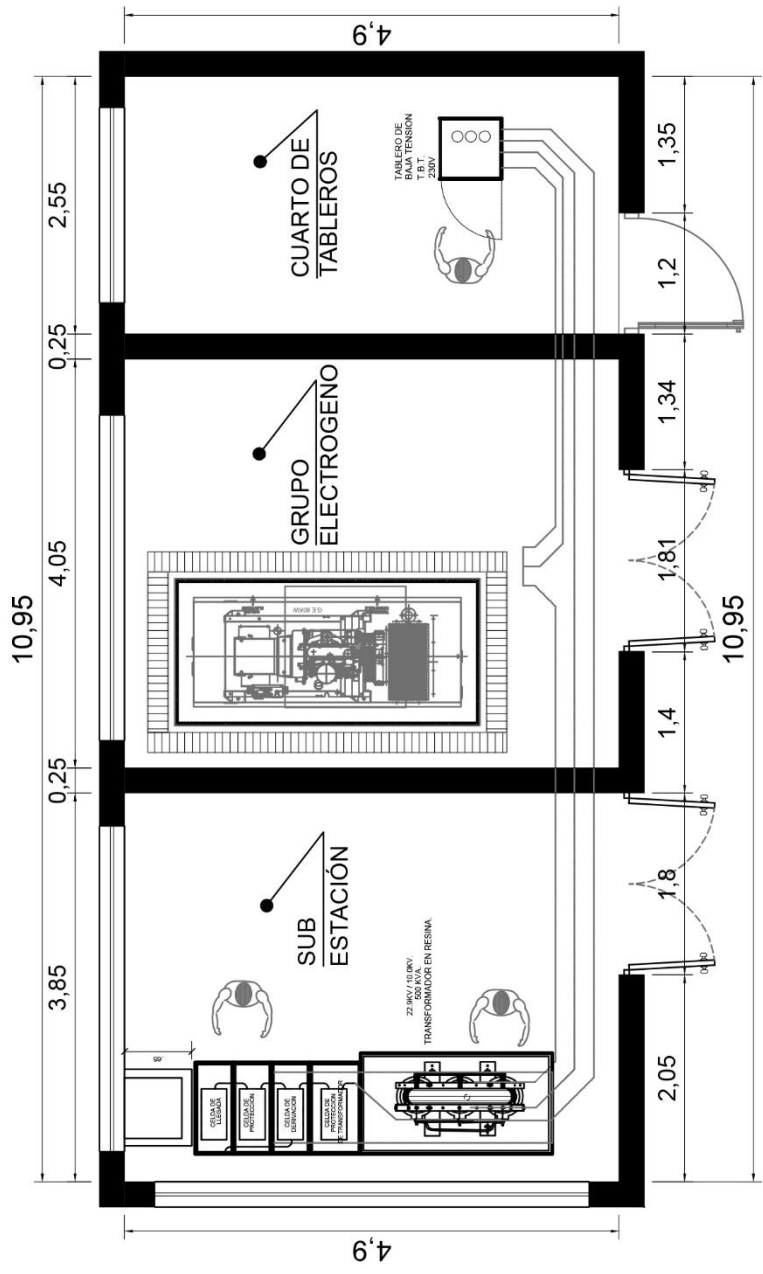 10,95
3,85
0,25
4,05
0,25
2,55
4,9
4,9
.65
SUB
ESTACIÓN
GRUPO
ELECTROGENO
CUARTO DE
TABLEROS
CELDA DE
LLEGADA
CELDA DE
PROTECCION
CELDA DE
DERIVACION
CELDA DE
PROTECCION
DE TRANSFORMADOR
G.E 80KW
22.9KV / 10.0KV.
500 KVA.
TRANSFORMADOR EN RESINA.
TABLERO DE
BAJA TENSION
T.B.T.
230V
2,05
1,8
1,4
1,81
1,34
1,2
1,35
10,95